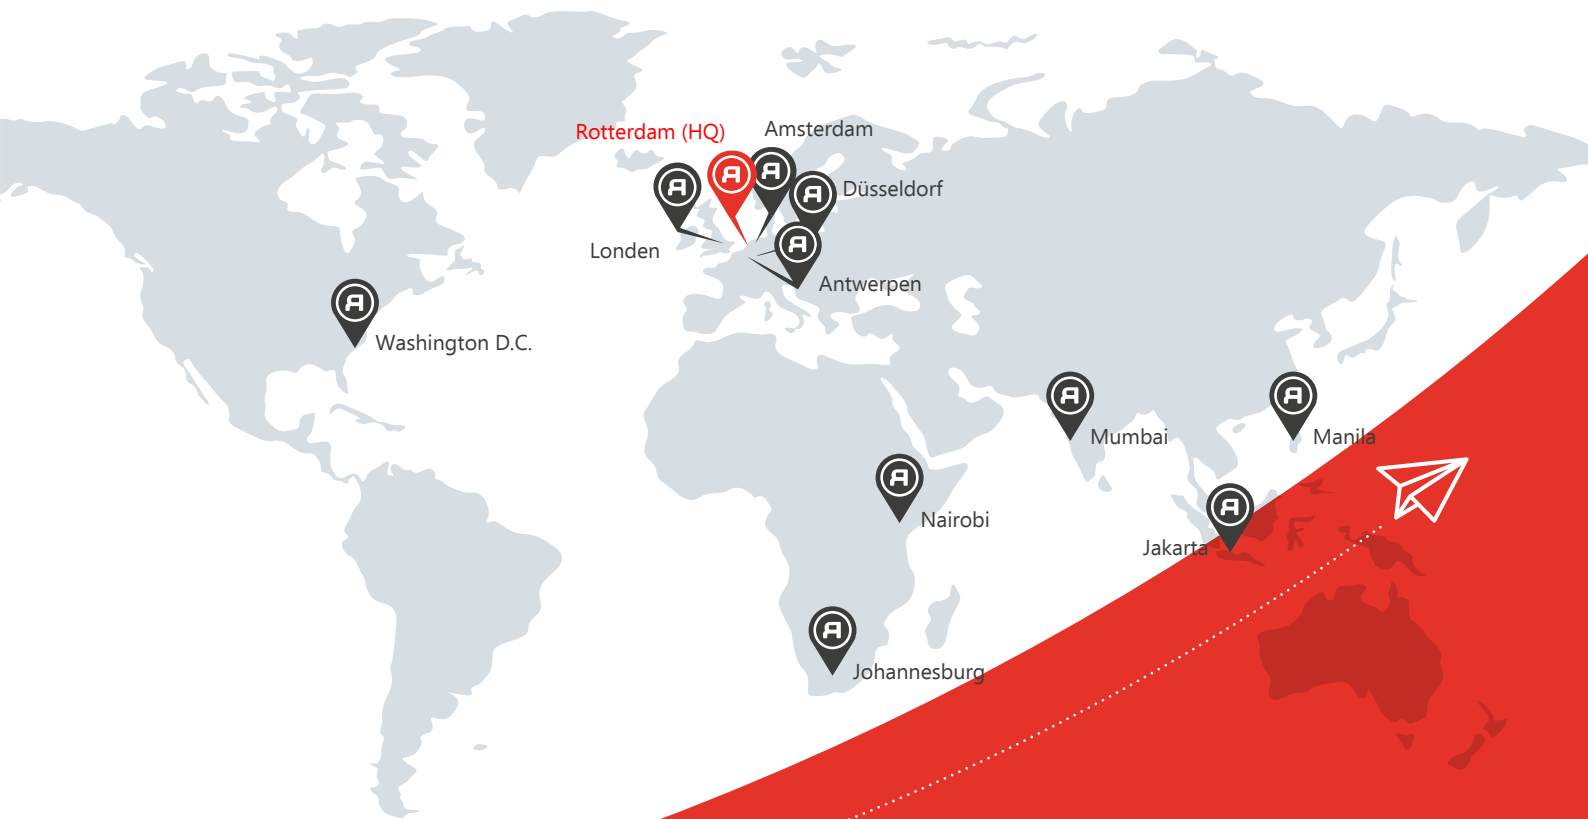 Rotterdam (HQ)
Amsterdam
Düsseldorf
Londen
Antwerpen
Washington D.C.
Mumbai
Manila
Nairobi
Jakarta
Johannesburg